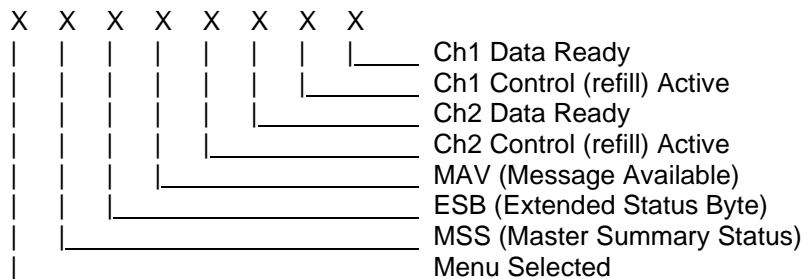 X X X X X X X X
Ch1 Data Ready
Ch1 Control (refill) Active
Ch2 Data Ready
Ch2 Control (refill) Active
MAV (Message Available)
ESB (Extended Status Byte)
MSS (Master Summary Status)
Menu Selected